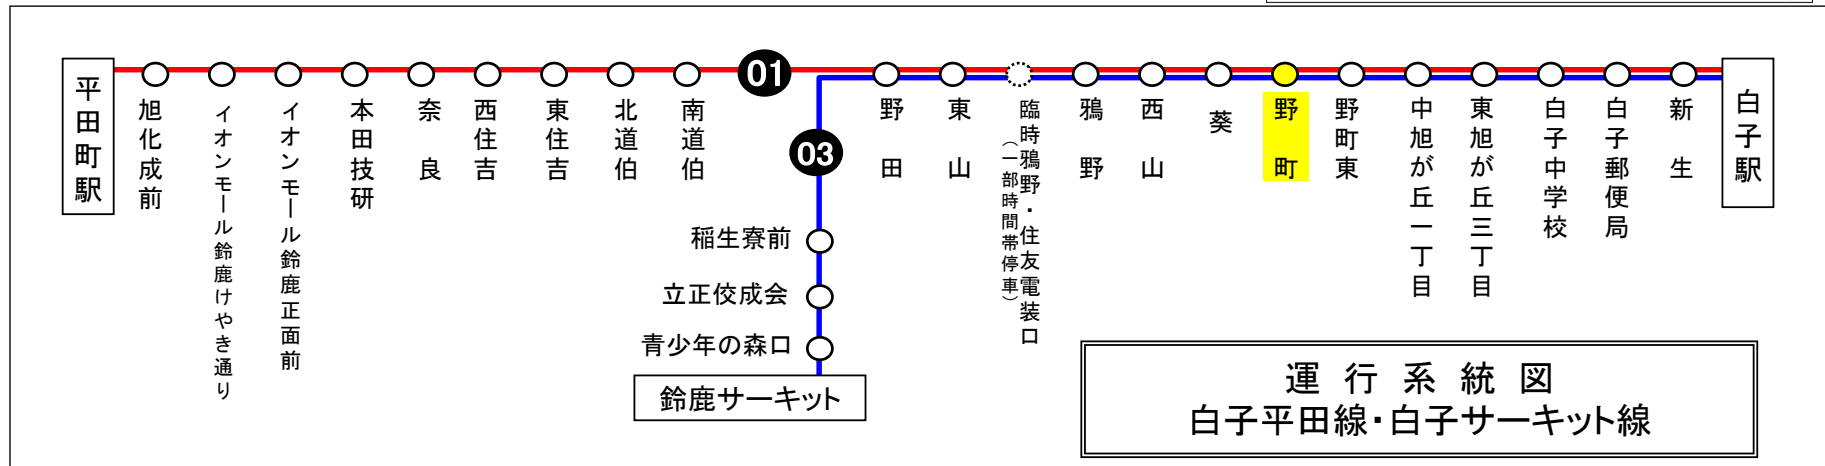 平田町駅
旭化成前
イオンモール鈴鹿けやき通り
イオンモール鈴鹿正面前
本田技研
奈良
西住吉
東住吉
北道伯
南道伯
01
03
野田
東山
臨時鴉野・住友電装口
（一部時間帯停車）
鴉野
西山
葵
野町
野町東
中旭が丘一丁目
東旭が丘三丁目
白子中学校
白子郵便局
新生
白子駅
稲生寮前
立正佼成会
青少年の森口
鈴鹿サーキット
運行系統図
白子平田線・白子サーキット線